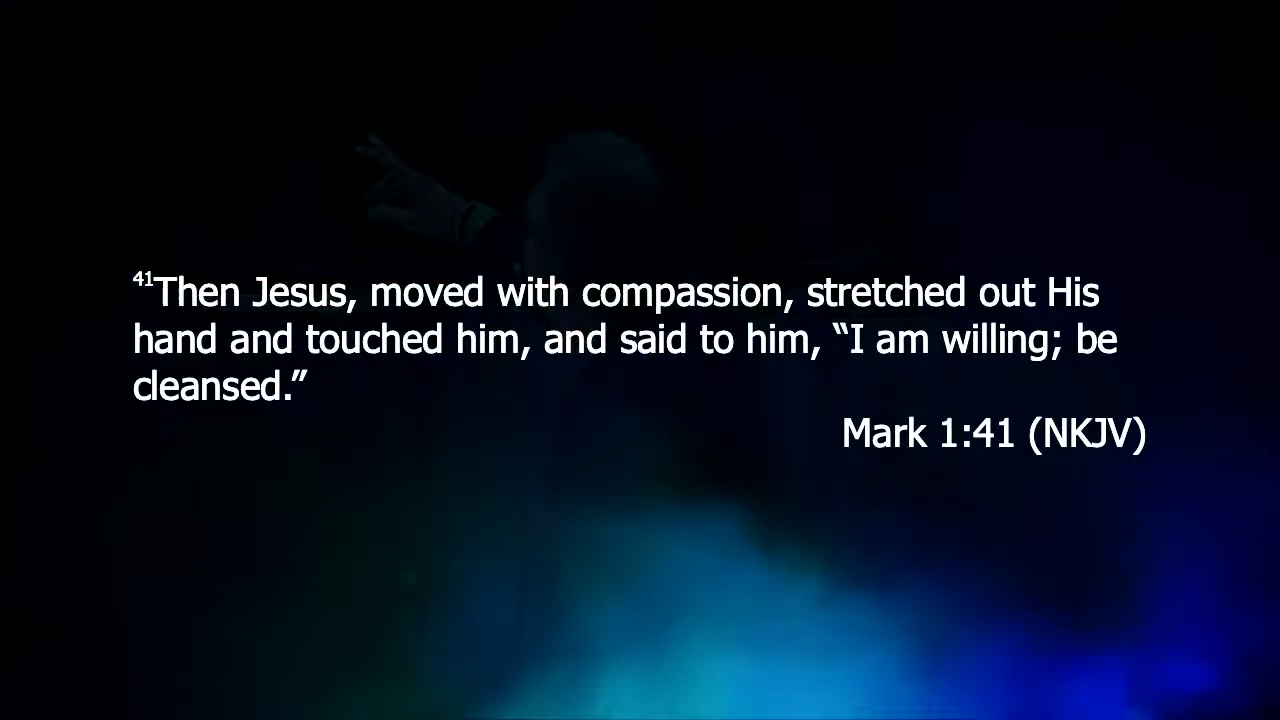 41Then Jesus, moved with compassion, stretched out His
hand and touched him, and said to him, “I am willing; be
cleansed.”
Mark 1:41 (NKJV)